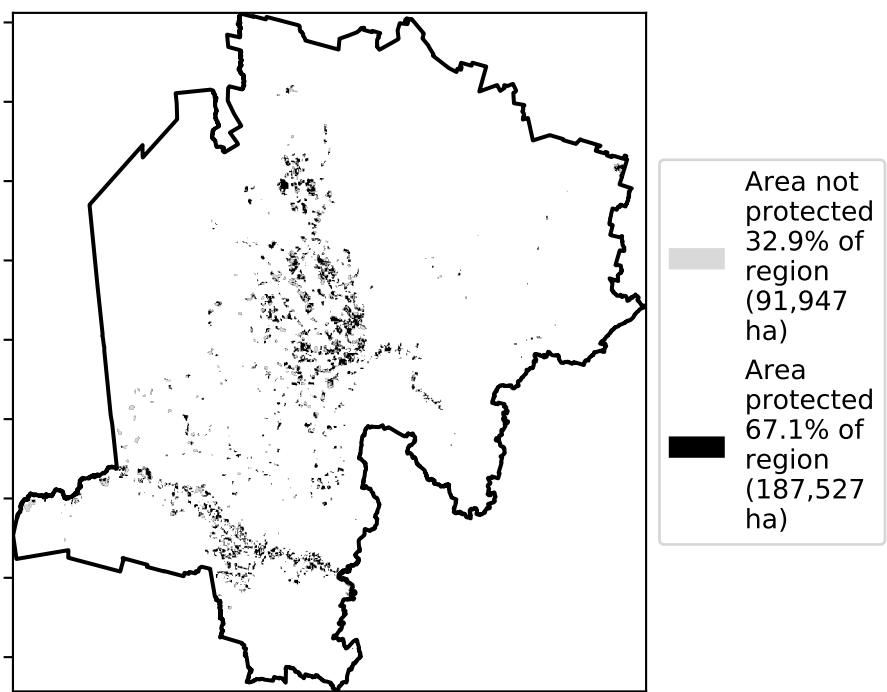 Area not
protected
32.9% of
region
(91,947
ha)
Area
protected
67.1% of
region
(187,527
ha)